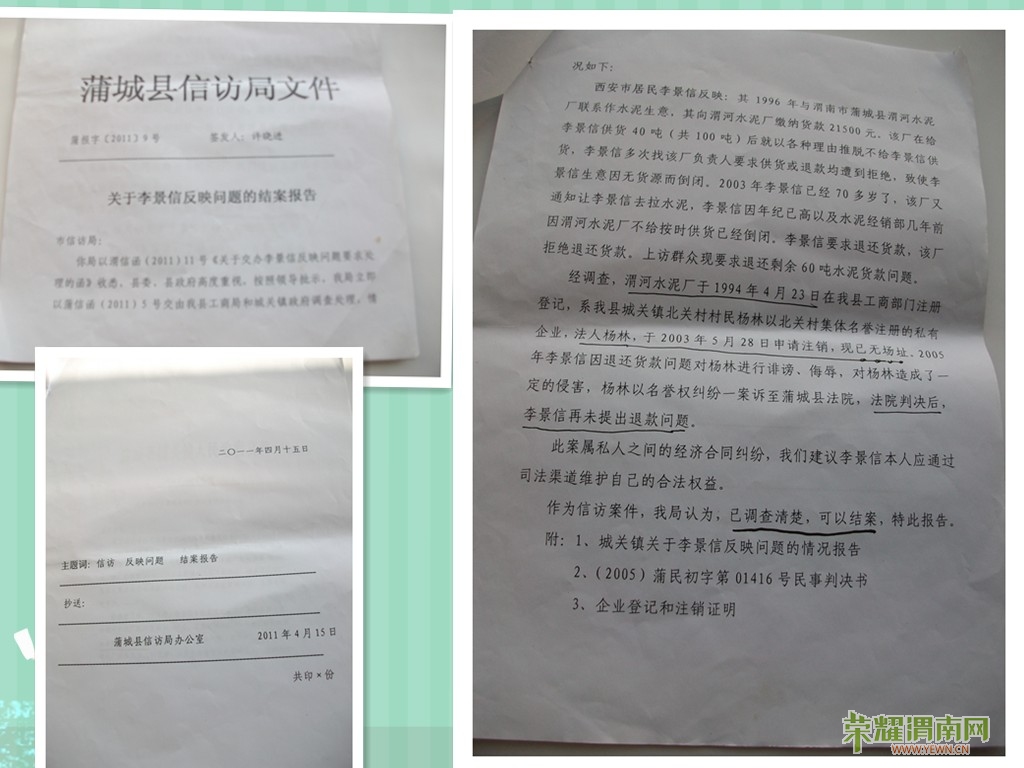 蒲城县信访局文件
蒲报字〔2011〕9号 签发人：许晓进
关于李景信反映问题的结案报告
市信访局：
你局以渭信函（2011）11号《关于交办李景信反映问题要求处
理的函》收悉，县委、县政府高度重视，按照领导批示，我局立即
以蒲信函（2011）5号交由我县工商局和城关镇政府调查处理，情
况如下：
西安市居民李景信反映：其1996年与渭南市蒲城县渭河水泥
厂联系作水泥生意，其向渭河水泥厂缴纳货款21500元，该厂在给
李景信供货40吨（共100吨）后就以各种理由推脱不给李景信供
货，李景信多次找该厂负责人要求供货或退款均遭到拒绝，致使李
景信生意因无货源而倒闭。2003年李景信已经70多岁了，该厂又
通知让李景信去拉水泥，李景信因年纪已高以及水泥经销部几年前
因渭河水泥厂不给按时供货已经倒闭。李景信要求退还货款，该厂
拒绝退还货款。上访群众现要求退还剩余60吨水泥货款问题。
经调查，渭河水泥厂于1994年4月23日在我县工商部门注册
登记，系我县城关镇北关村村民杨林以北关村集体名誉注册的私有
企业，法人杨林，于2003年5月28日申请注销，现已无场址。2005
年李景信因退还货款问题对杨林进行诽谤、侮辱，对杨林造成了一
定的侵害，杨林以名誉权纠纷一案诉至蒲城县法院，法院判决后，
李景信再未提出退款问题。
此案属私人之间的经济合同纠纷，我们建议李景信本人应通过
司法渠道维护自己的合法权益。
作为信访案件，我局认为，已调查清楚，可以结案，特此报告。
附：1、城关镇关于李景信反映问题的情况报告
2、（2005）蒲民初字第01416号民事判决书
3、企业登记和注销证明
二〇一一年四月十五日
主题词：信访 反映问题 结案报告
抄送：
蒲城县信访局办公室 2011年4月15日
共印×份
荣耀渭南网
WWW.YEWN.CN